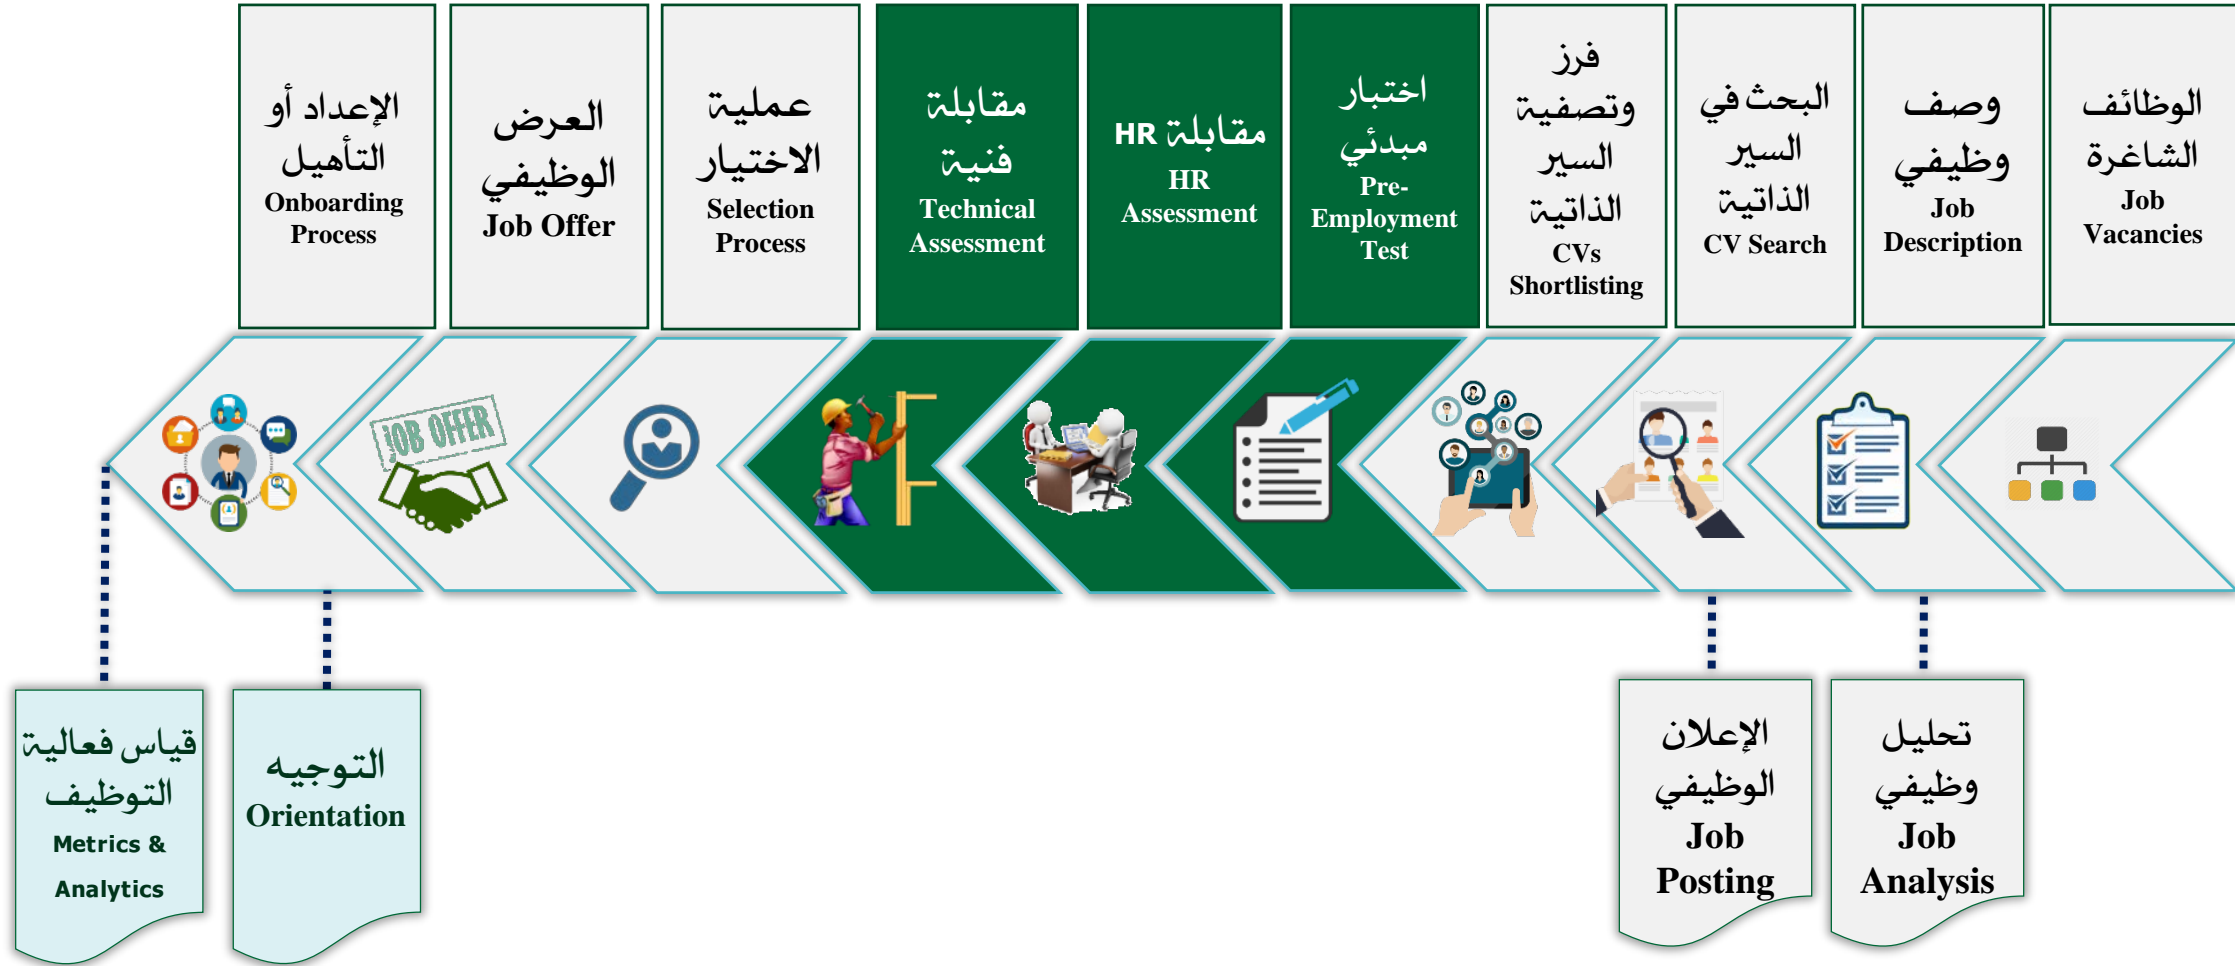 الوظائف
الشاغرة
Job
Vacancies
وصف
وظيفي
Job
Description
البحث في
السير
الذاتية
CV Search
فرز
وتصفية
السير
الذاتية
CVs
Shortlisting
اختبار
مبدئي
Pre-
Employment
Test
مقابلة HR
HR
Assessment
مقابلة
فنية
Technical
Assessment
عملية
الاختيار
Selection
Process
العرض
الوظيفي
Job Offer
الإعداد أو
التأهيل
Onboarding
Process
JOB OFFER
تحليل
وظيفي
Job
Analysis
الإعلان
الوظيفي
Job
Posting
التوجيه
Orientation
قياس فعالية
التوظيف
Metrics &
Analytics